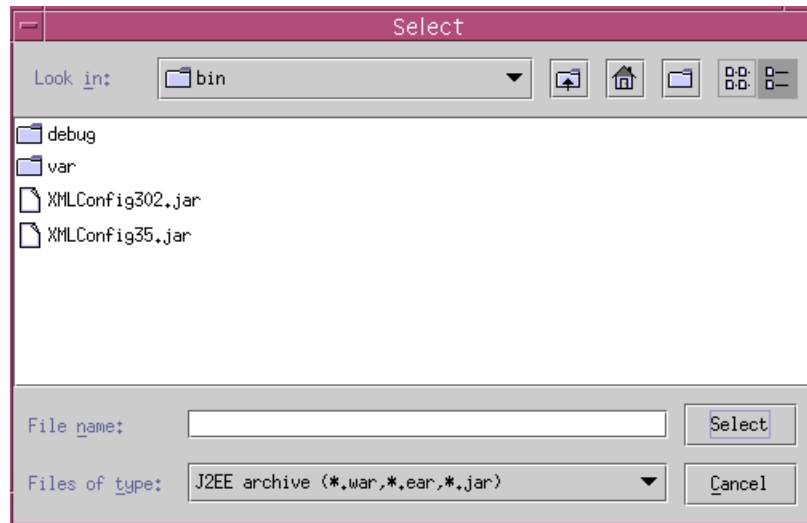 Select
Look in: bin
debug
var
XMLConfig302.jar
XMLConfig35.jar
File name: Select
Files of type: J2EE archive (*.war,*.ear,*.jar) Cancel